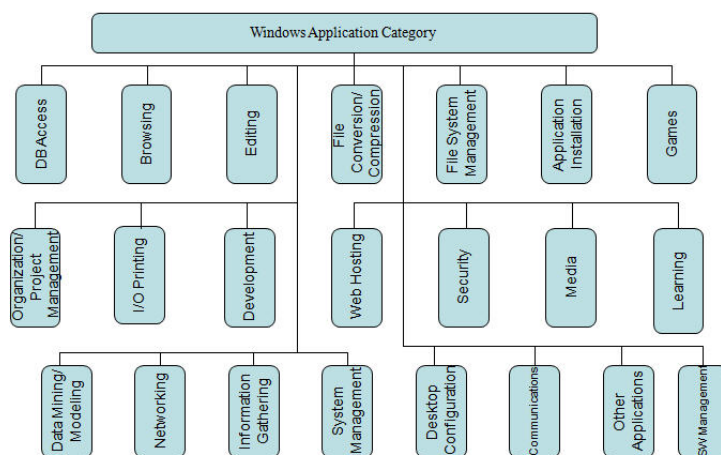 Windows Application Category
DB Access
Browsing
Editing
File
Conversion/
Compression
File System
Management
Application
Installation
Games
Organization/
Project
Management
I/O Printing
Development
Web Hosting
Security
Media
Learning
Data Mining/
Modeling
Networking
Information
Gathering
System
Management
Desktop
Configuration
Communications
Other
Applications
SW Management